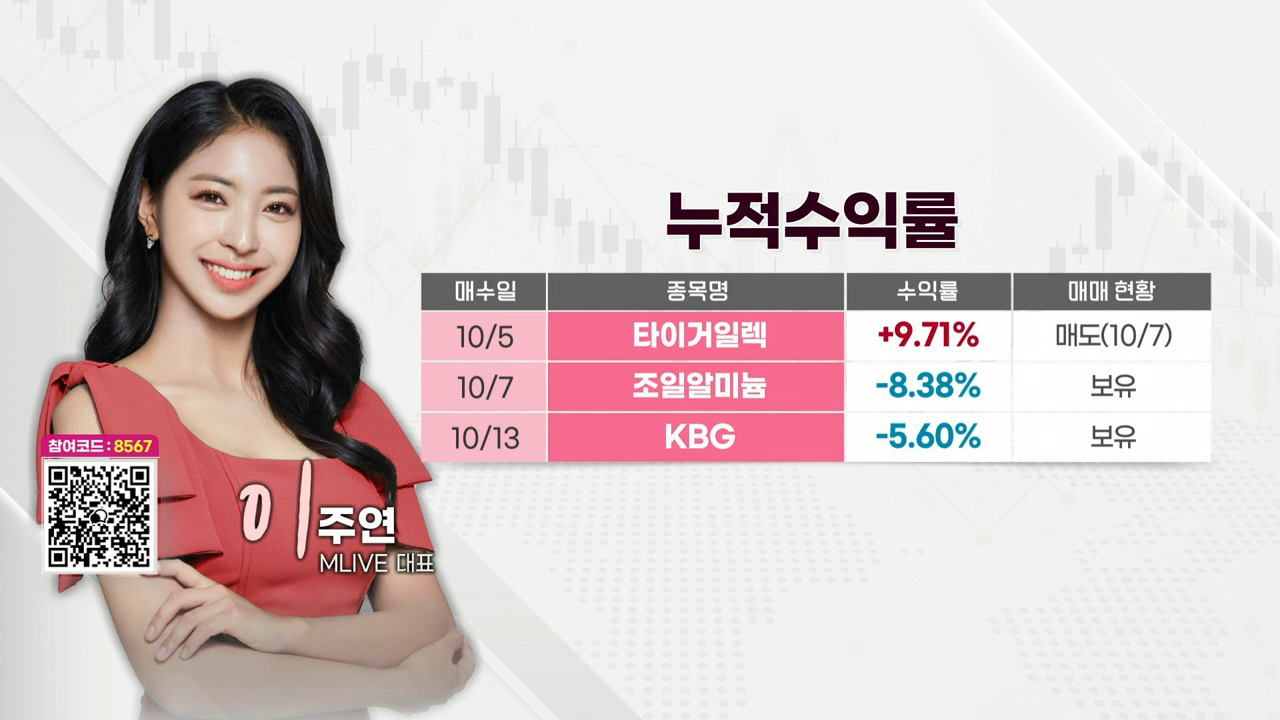 누적수익률
매수일 종목명 수익률 매매 현황
10/5 타이거일렉 +9.71% 매도(10/7)
10/7 조일알미늄 -8.38% 보유
10/13 KBG -5.60% 보유
참여코드 : 8567
이주연
MLIVE 대표